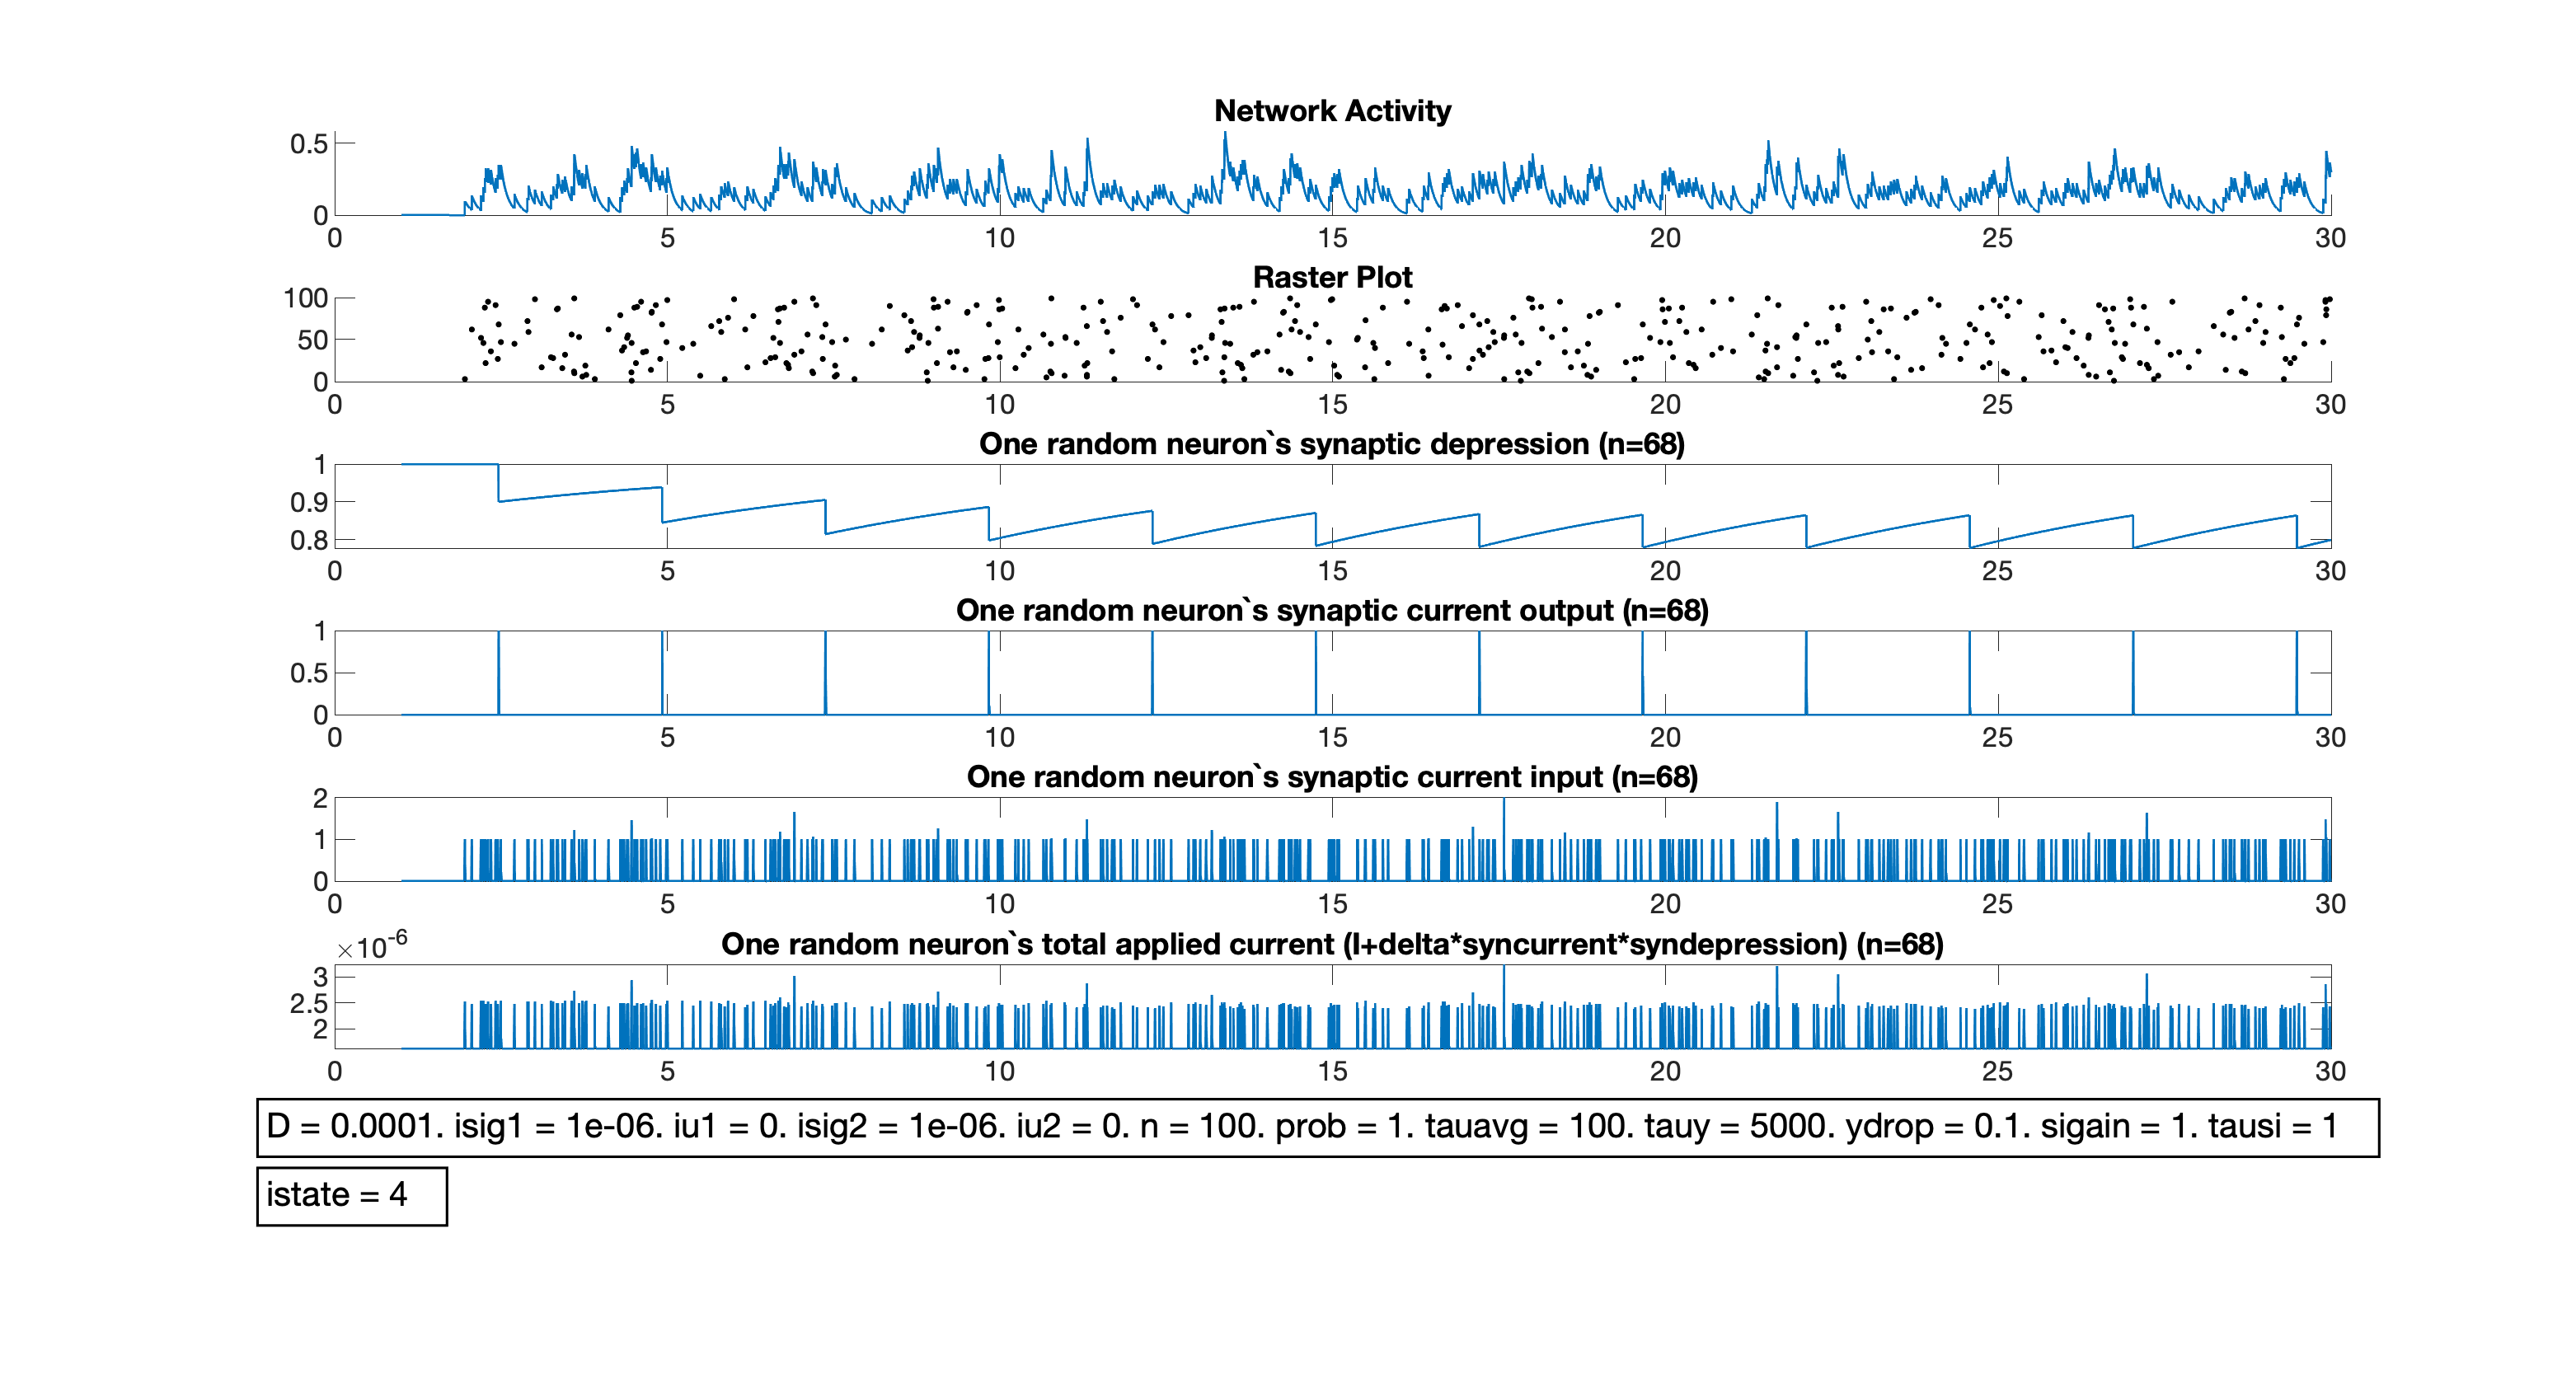 Network Activity
0.5
0
0 5 10 15 20 25 30
Raster Plot
100
50
0
0 5 10 15 20 25 30
One random neuron`s synaptic depression (n=68)
1
0.9
0.8
0 5 10 15 20 25 30
One random neuron`s synaptic current output (n=68)
1
0.5
0
0 5 10 15 20 25 30
One random neuron`s synaptic current input (n=68)
2
1
0
0 5 10 15 20 25 30
×10⁻⁶ One random neuron`s total applied current (I+delta*syncurrent*syndepression) (n=68)
3
2.5
2
0 5 10 15 20 25 30
D = 0.0001. isig1 = 1e-06. iu1 = 0. isig2 = 1e-06. iu2 = 0. n = 100. prob = 1. tauavg = 100. tauy = 5000. ydrop = 0.1. sigain = 1. tausi = 1
istate = 4